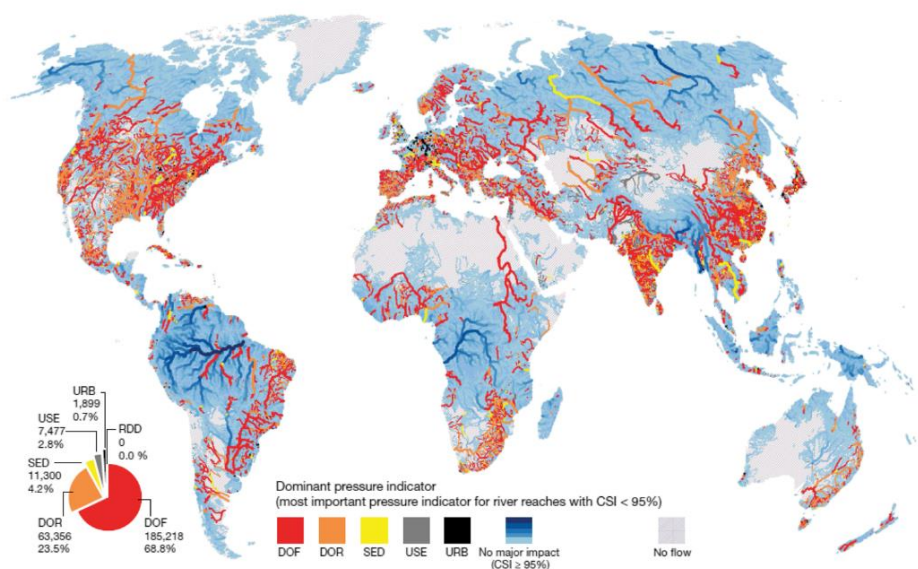 URB
1,899
0.7%
RDD
0
0.0 %
USE
7,477
2.8%
SED
11,300
4.2%
DOR
63,356
23.5%
DOF
185,218
68.8%
Dominant pressure indicator
(most important pressure indicator for river reaches with CSI < 95%)
DOF
DOR
SED
USE
URB
No major impact
(CSI ≥ 95%)
No flow